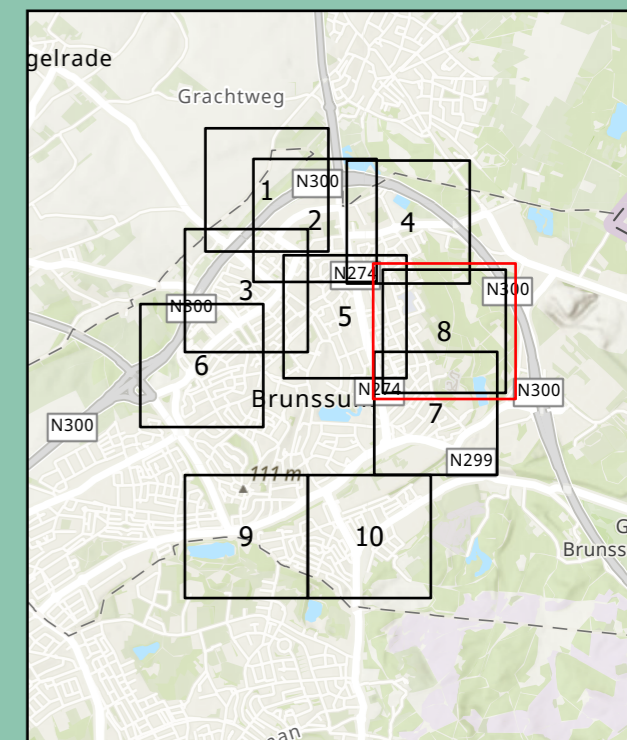 gelrade
Grachtweg
N300
1
2
4
N274
3
N300
N300
5
8
6
N274
N300
Brunssu
7
N300
N299
111 m
9
10
G
Brunss
an